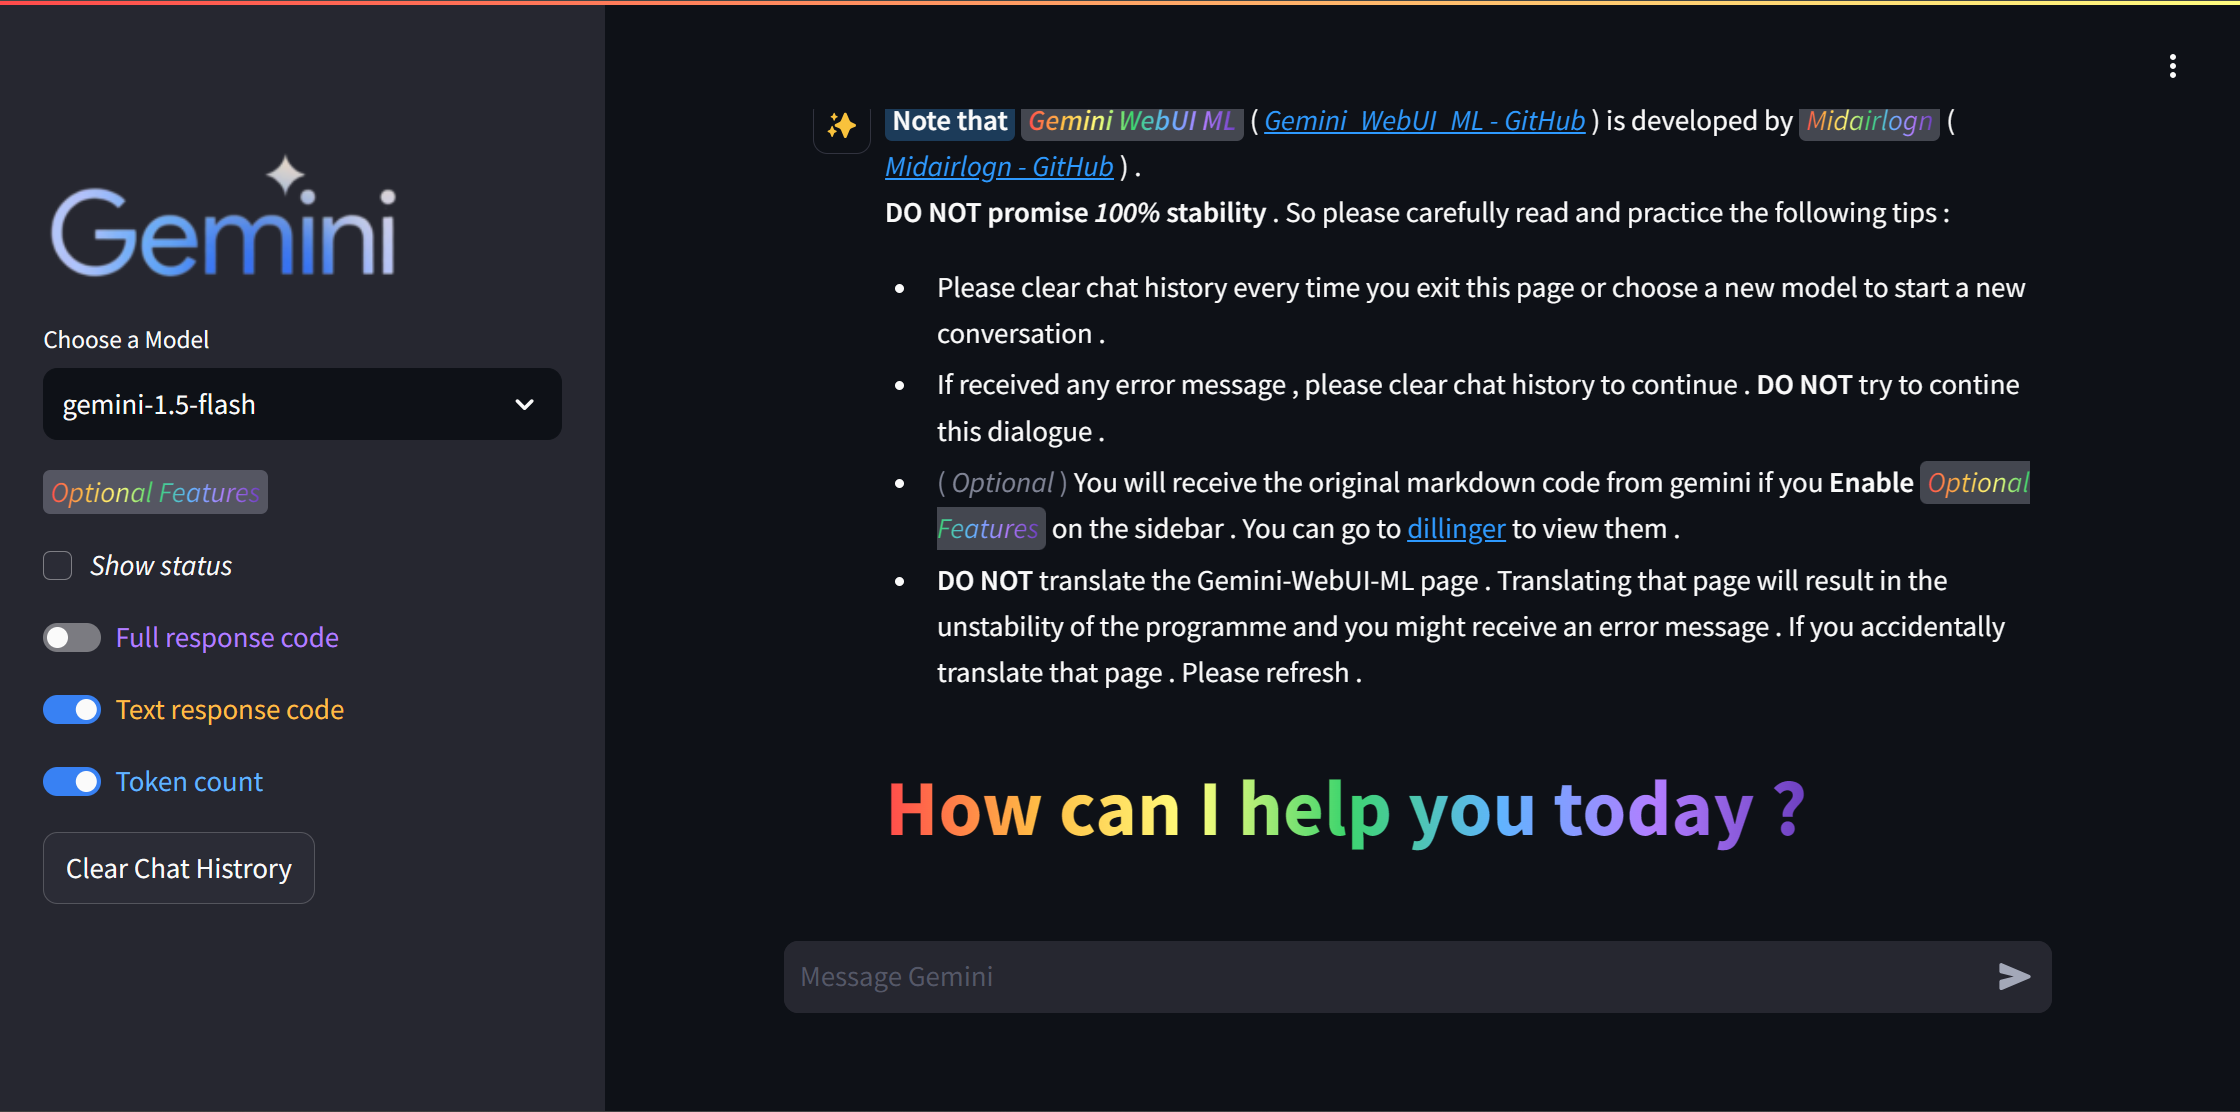 Gemini
Choose a Model
gemini-1.5-flash
Optional Features
Show status
Full response code
Text response code
Token count
Clear Chat Histrory
Note that Gemini WebUI ML ( Gemini_WebUI_ML - GitHub ) is developed by Midairlogn (
Midairlogn - GitHub ) .
DO NOT promise 100% stability . So please carefully read and practice the following tips :
• Please clear chat history every time you exit this page or choose a new model to start a new
conversation .
• If received any error message , please clear chat history to continue . DO NOT try to contine
this dialogue .
• ( Optional ) You will receive the original markdown code from gemini if you Enable Optional
Features on the sidebar . You can go to dillinger to view them .
• DO NOT translate the Gemini-WebUI-ML page . Translating that page will result in the
unstability of the programme and you might receive an error message . If you accidentally
translate that page . Please refresh .
How can I help you today ?
Message Gemini